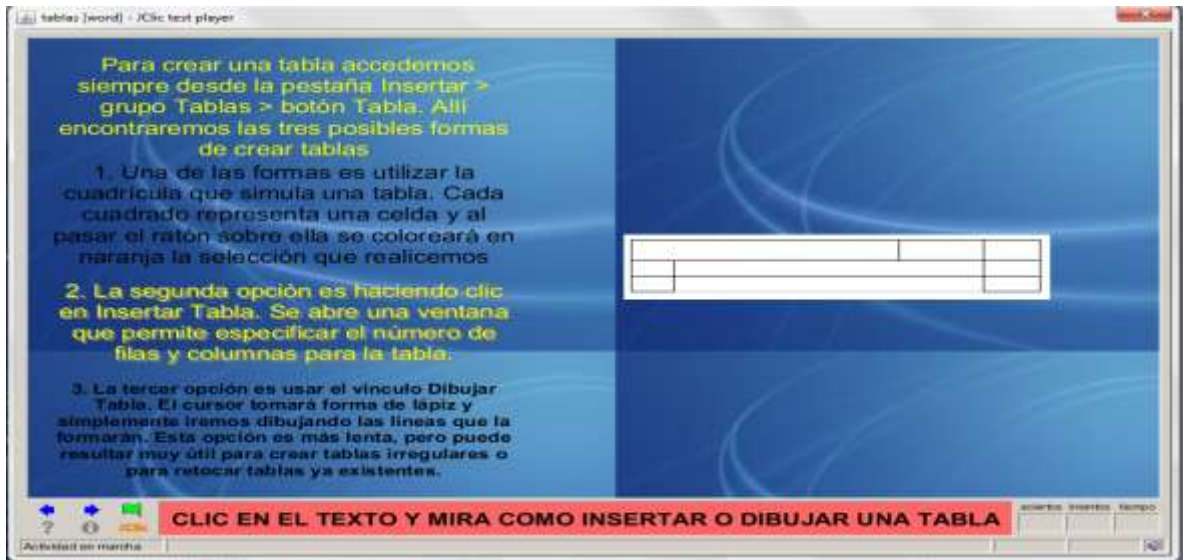 tablas [word] - JClic test player
Para crear una tabla accedemos
siempre desde la pestaña Insertar >
grupo Tablas > botón Tabla. Allí
encontraremos las tres posibles formas
de crear tablas
1. Una de las formas es utilizar la
cuadrícula que simula una tabla. Cada
cuadrado representa una celda y al
pasar el ratón sobre ella se coloreará en
naranja la selección que realicemos
2. La segunda opción es haciendo clic
en Insertar Tabla. Se abre una ventana
que permite especificar el número de
filas y columnas para la tabla.
3. La tercer opción es usar el vínculo Dibujar
Tabla. El cursor tomará forma de lápiz y
simplemente iremos dibujando las líneas que la
formarán. Esta opción es más lenta, pero puede
resultar muy útil para crear tablas irregulares o
para retocar tablas ya existentes.
CLIC EN EL TEXTO Y MIRA COMO INSERTAR O DIBUJAR UNA TABLA
aciertos intentos tiempo
Actividad en marcha